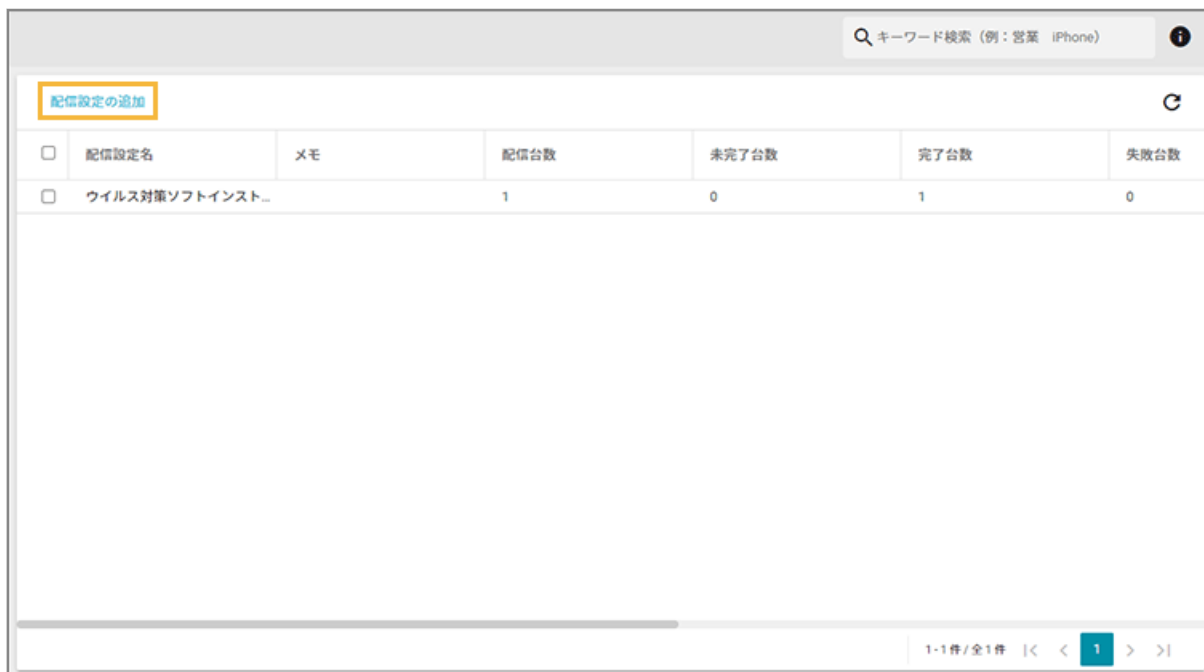 キーワード検索（例：営業　iPhone）
配信設定の追加
配信設定名 メモ 配信台数 未完了台数 完了台数 失敗台数
ウイルス対策ソフトインスト... 1 0 1 0
1-1件/全1件 1